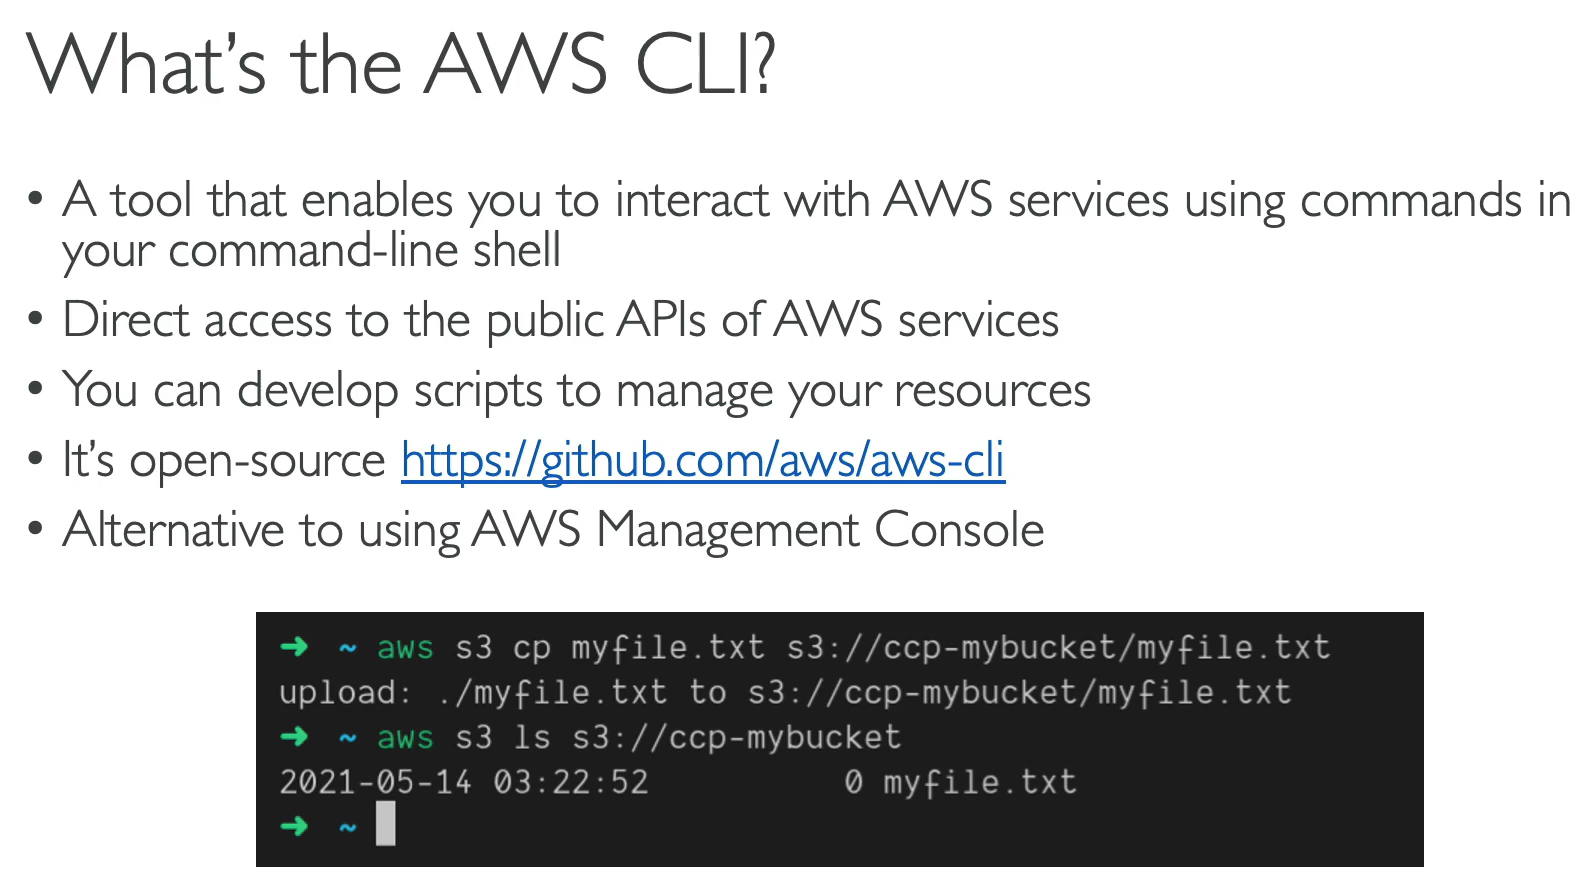 What’s the AWS CLI?
• A tool that enables you to interact with AWS services using commands in
your command-line shell
• Direct access to the public APIs of AWS services
• You can develop scripts to manage your resources
• It’s open-source https://github.com/aws/aws-cli
• Alternative to using AWS Management Console
➜ ~ aws s3 cp myfile.txt s3://ccp-mybucket/myfile.txt
upload: ./myfile.txt to s3://ccp-mybucket/myfile.txt
➜ ~ aws s3 ls s3://ccp-mybucket
2021-05-14 03:22:52          0 myfile.txt
➜ ~